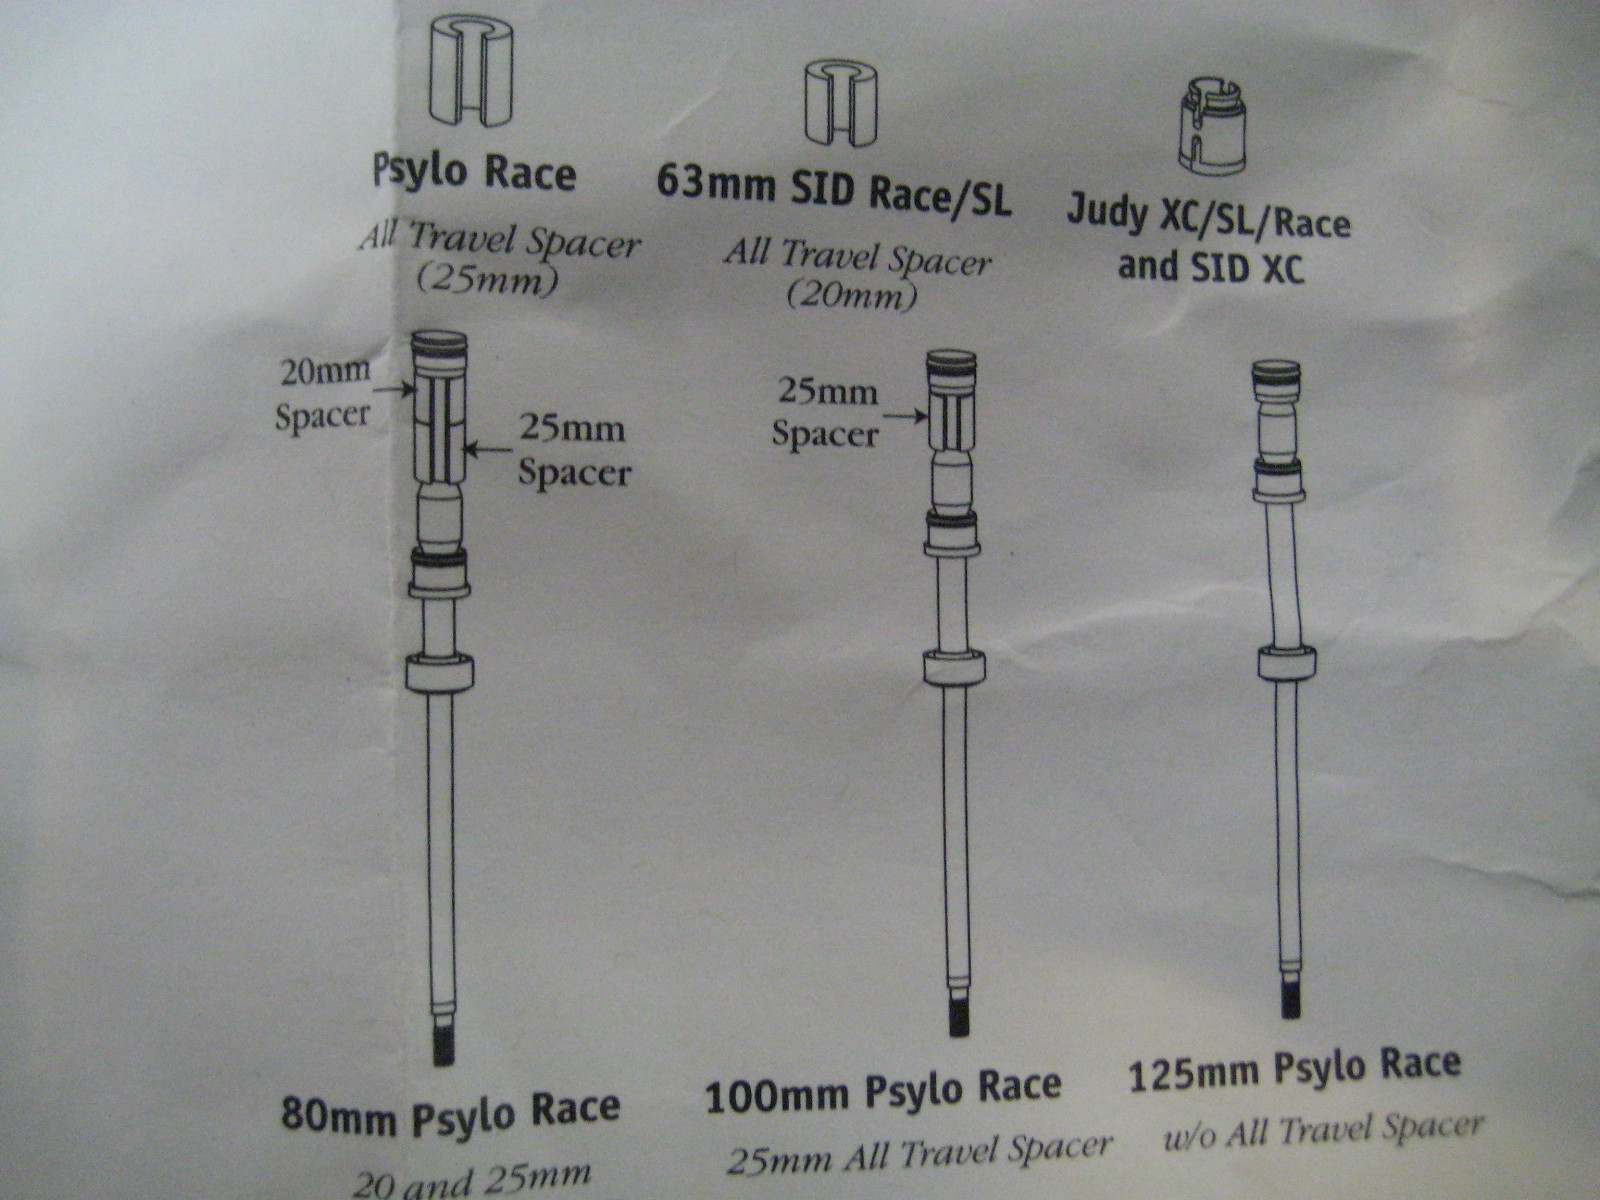 Psylo Race
All Travel Spacer
(25mm)
63mm SID Race/SL
All Travel Spacer
(20mm)
Judy XC/SL/Race
and SID XC
20mm
Spacer
25mm
Spacer
25mm
Spacer
80mm Psylo Race
20 and 25mm
100mm Psylo Race
25mm All Travel Spacer
125mm Psylo Race
w/o All Travel Spacer